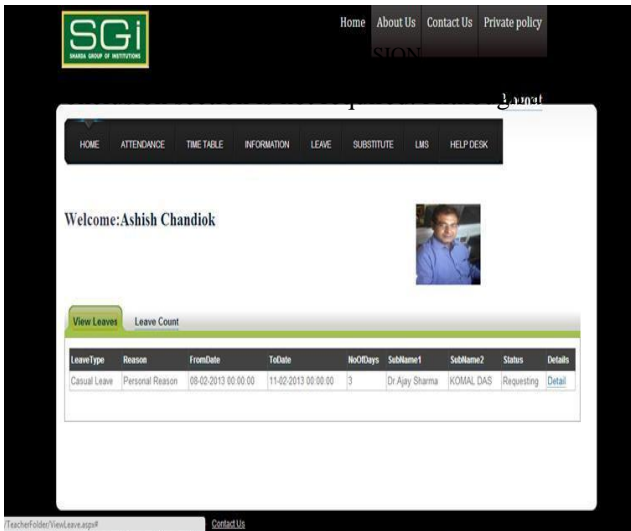 SGi
SHARDA GROUP OF INSTITUTIONS
Home About Us Contact Us Private policy
SION
Logout
HOME ATTENDANCE TIME TABLE INFORMATION LEAVE SUBSTITUTE LMS HELP DESK
Welcome:Ashish Chandiok
View Leaves Leave Count
LeaveType Reason FromDate ToDate NoOfDays SubName1 SubName2 Status Details
Casual Leave Personal Reason 08-02-2013 00:00:00 11-02-2013 00:00:00 3 Dr.Ajay Sharma KOMAL DAS Requesting Detail
/TeacherFolder/ViewLeave.aspx# Contact Us